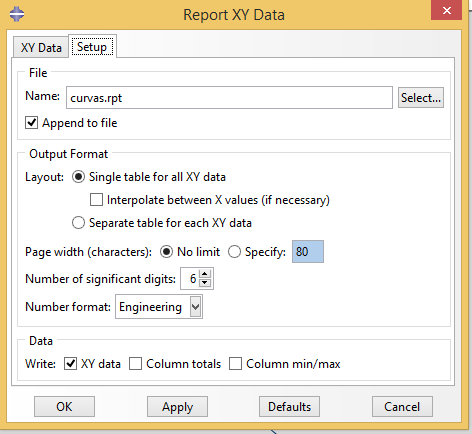 Report XY Data
XY Data Setup
File
Name: curvas.rpt Select...
Append to file
Output Format
Layout: Single table for all XY data
Interpolate between X values (if necessary)
Separate table for each XY data
Page width (characters): No limit Specify: 80
Number of significant digits: 6
Number format: Engineering
Data
Write: XY data Column totals Column min/max
OK Apply Defaults Cancel